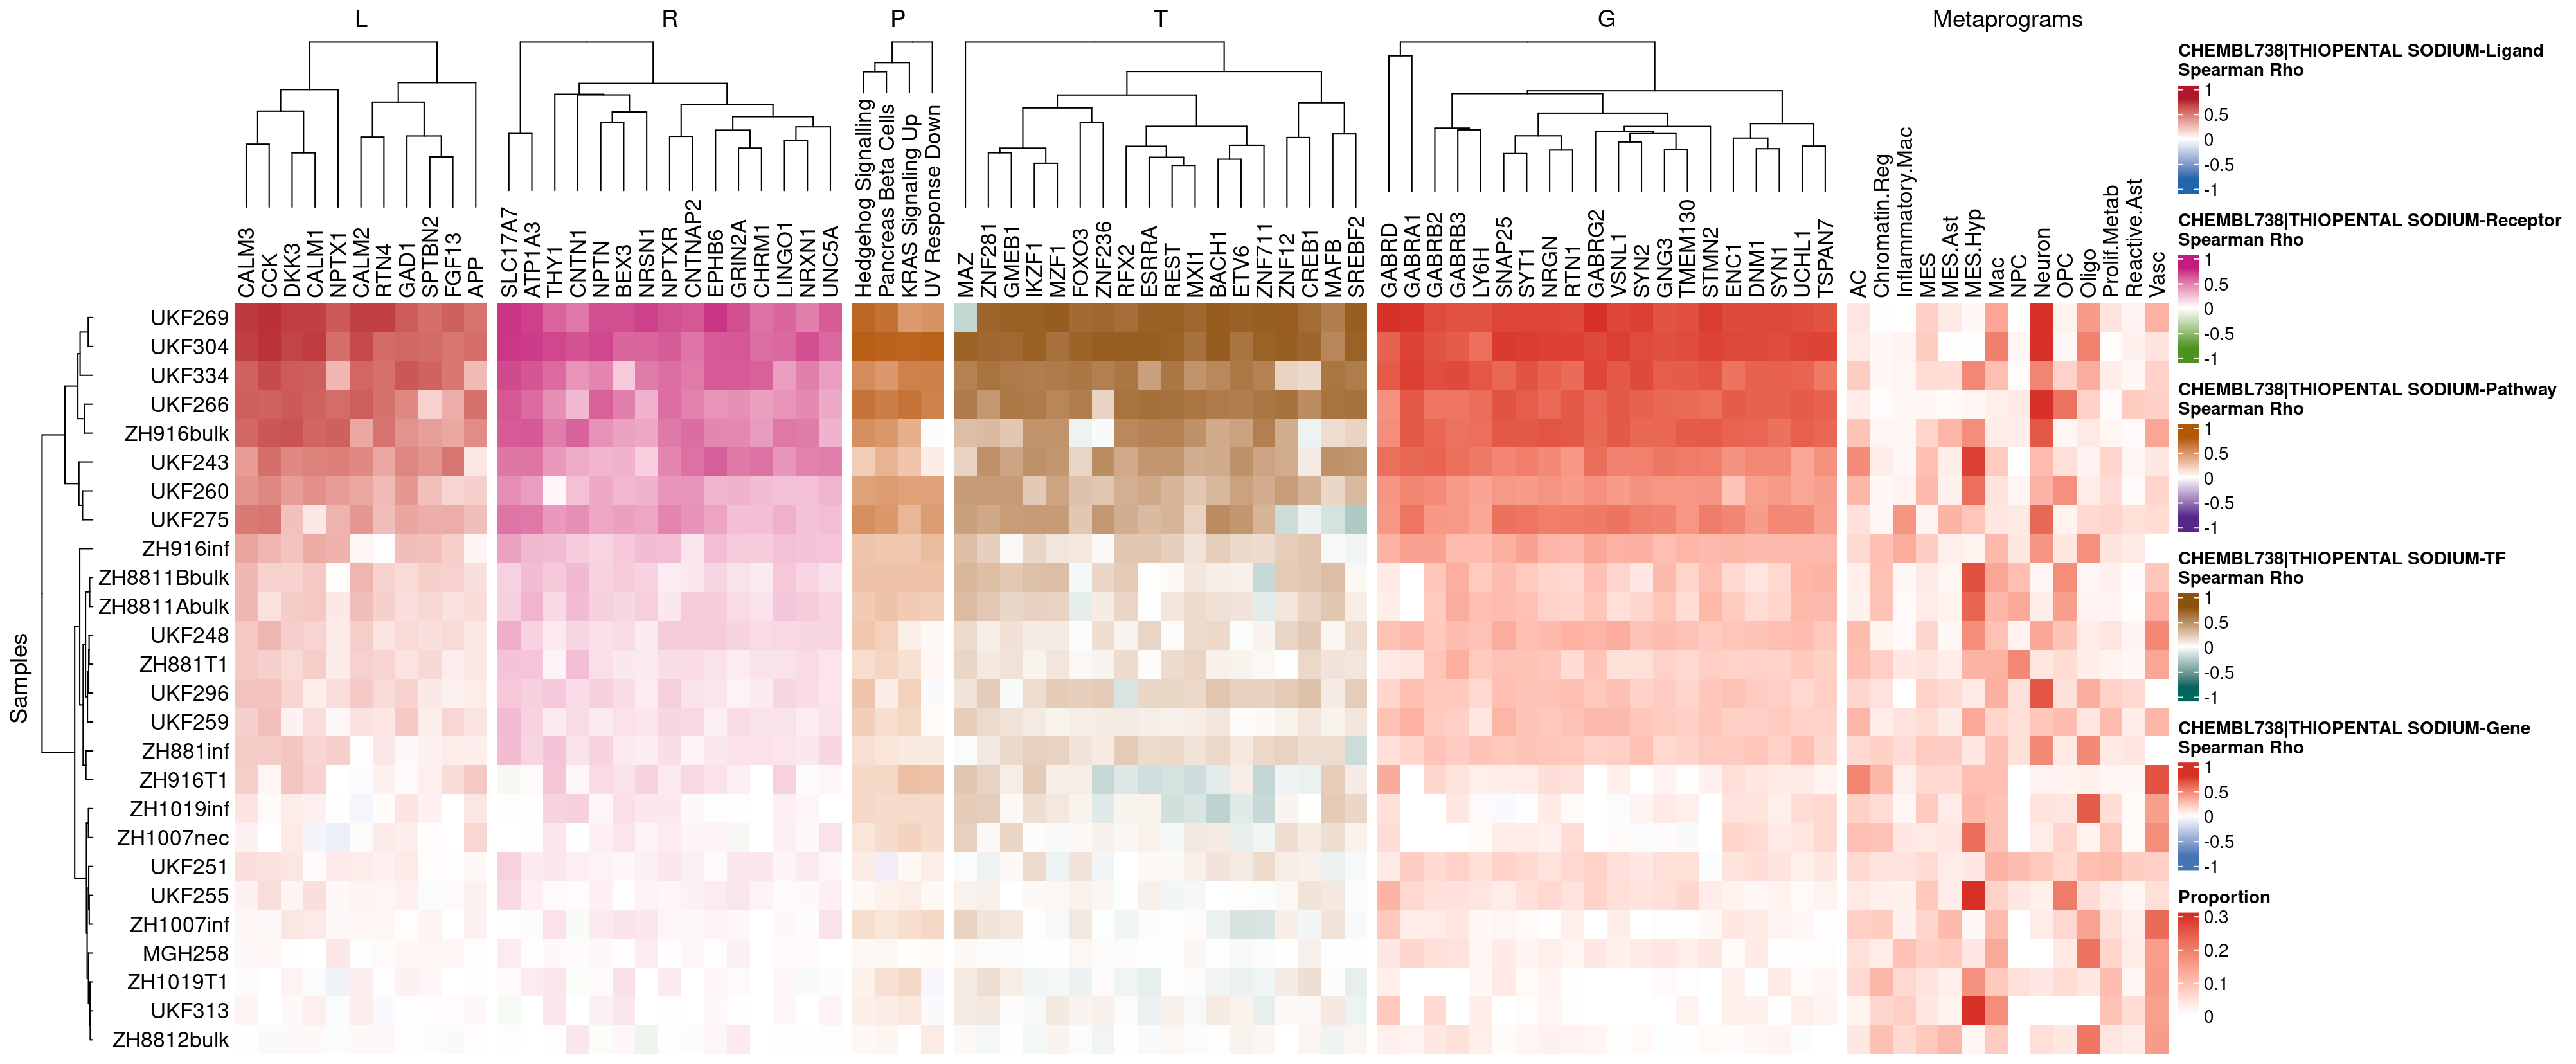 L R P T G Metaprograms
CALM3
CCK
DKK3
CALM1
NPTX1
CALM2
RTN4
GAD1
SPTBN2
FGF13
APP
SLC17A7
ATP1A3
THY1
CNTN1
NPTN
BEX3
NRSN1
NPTXR
CNTNAP2
EPHB6
GRIN2A
CHRM1
LINGO1
NRXN1
UNC5A
Hedgehog Signalling
Pancreas Beta Cells
KRAS Signaling Up
UV Response Down
MAZ
ZNF281
GMEB1
IKZF1
MZF1
FOXO3
ZNF236
RFX2
ESRRA
REST
MXI1
BACH1
ETV6
ZNF711
ZNF12
CREB1
MAFB
SREBF2
GABRD
GABRA1
GABRB2
GABRB3
LY6H
SNAP25
SYT1
NRGN
RTN1
GABRG2
VSNL1
SYN2
GNG3
TMEM130
STMN2
ENC1
DNM1
SYN1
UCHL1
TSPAN7
AC
Chromatin.Reg
Inflammatory.Mac
MES
MES.Ast
MES.Hyp
Mac
NPC
Neuron
OPC
Oligo
Prolif.Metab
Reactive.Ast
Vasc
Samples
UKF269
UKF304
UKF334
UKF266
ZH916bulk
UKF243
UKF260
UKF275
ZH916inf
ZH8811Bbulk
ZH8811Abulk
UKF248
ZH881T1
UKF296
UKF259
ZH881inf
ZH916T1
ZH1019inf
ZH1007nec
UKF251
UKF255
ZH1007inf
MGH258
ZH1019T1
UKF313
ZH8812bulk
CHEMBL738|THIOPENTAL SODIUM-Ligand
Spearman Rho
1
0.5
0
-0.5
-1
CHEMBL738|THIOPENTAL SODIUM-Receptor
Spearman Rho
1
0.5
0
-0.5
-1
CHEMBL738|THIOPENTAL SODIUM-Pathway
Spearman Rho
1
0.5
0
-0.5
-1
CHEMBL738|THIOPENTAL SODIUM-TF
Spearman Rho
1
0.5
0
-0.5
-1
CHEMBL738|THIOPENTAL SODIUM-Gene
Spearman Rho
1
0.5
0
-0.5
-1
Proportion
0.3
0.2
0.1
0